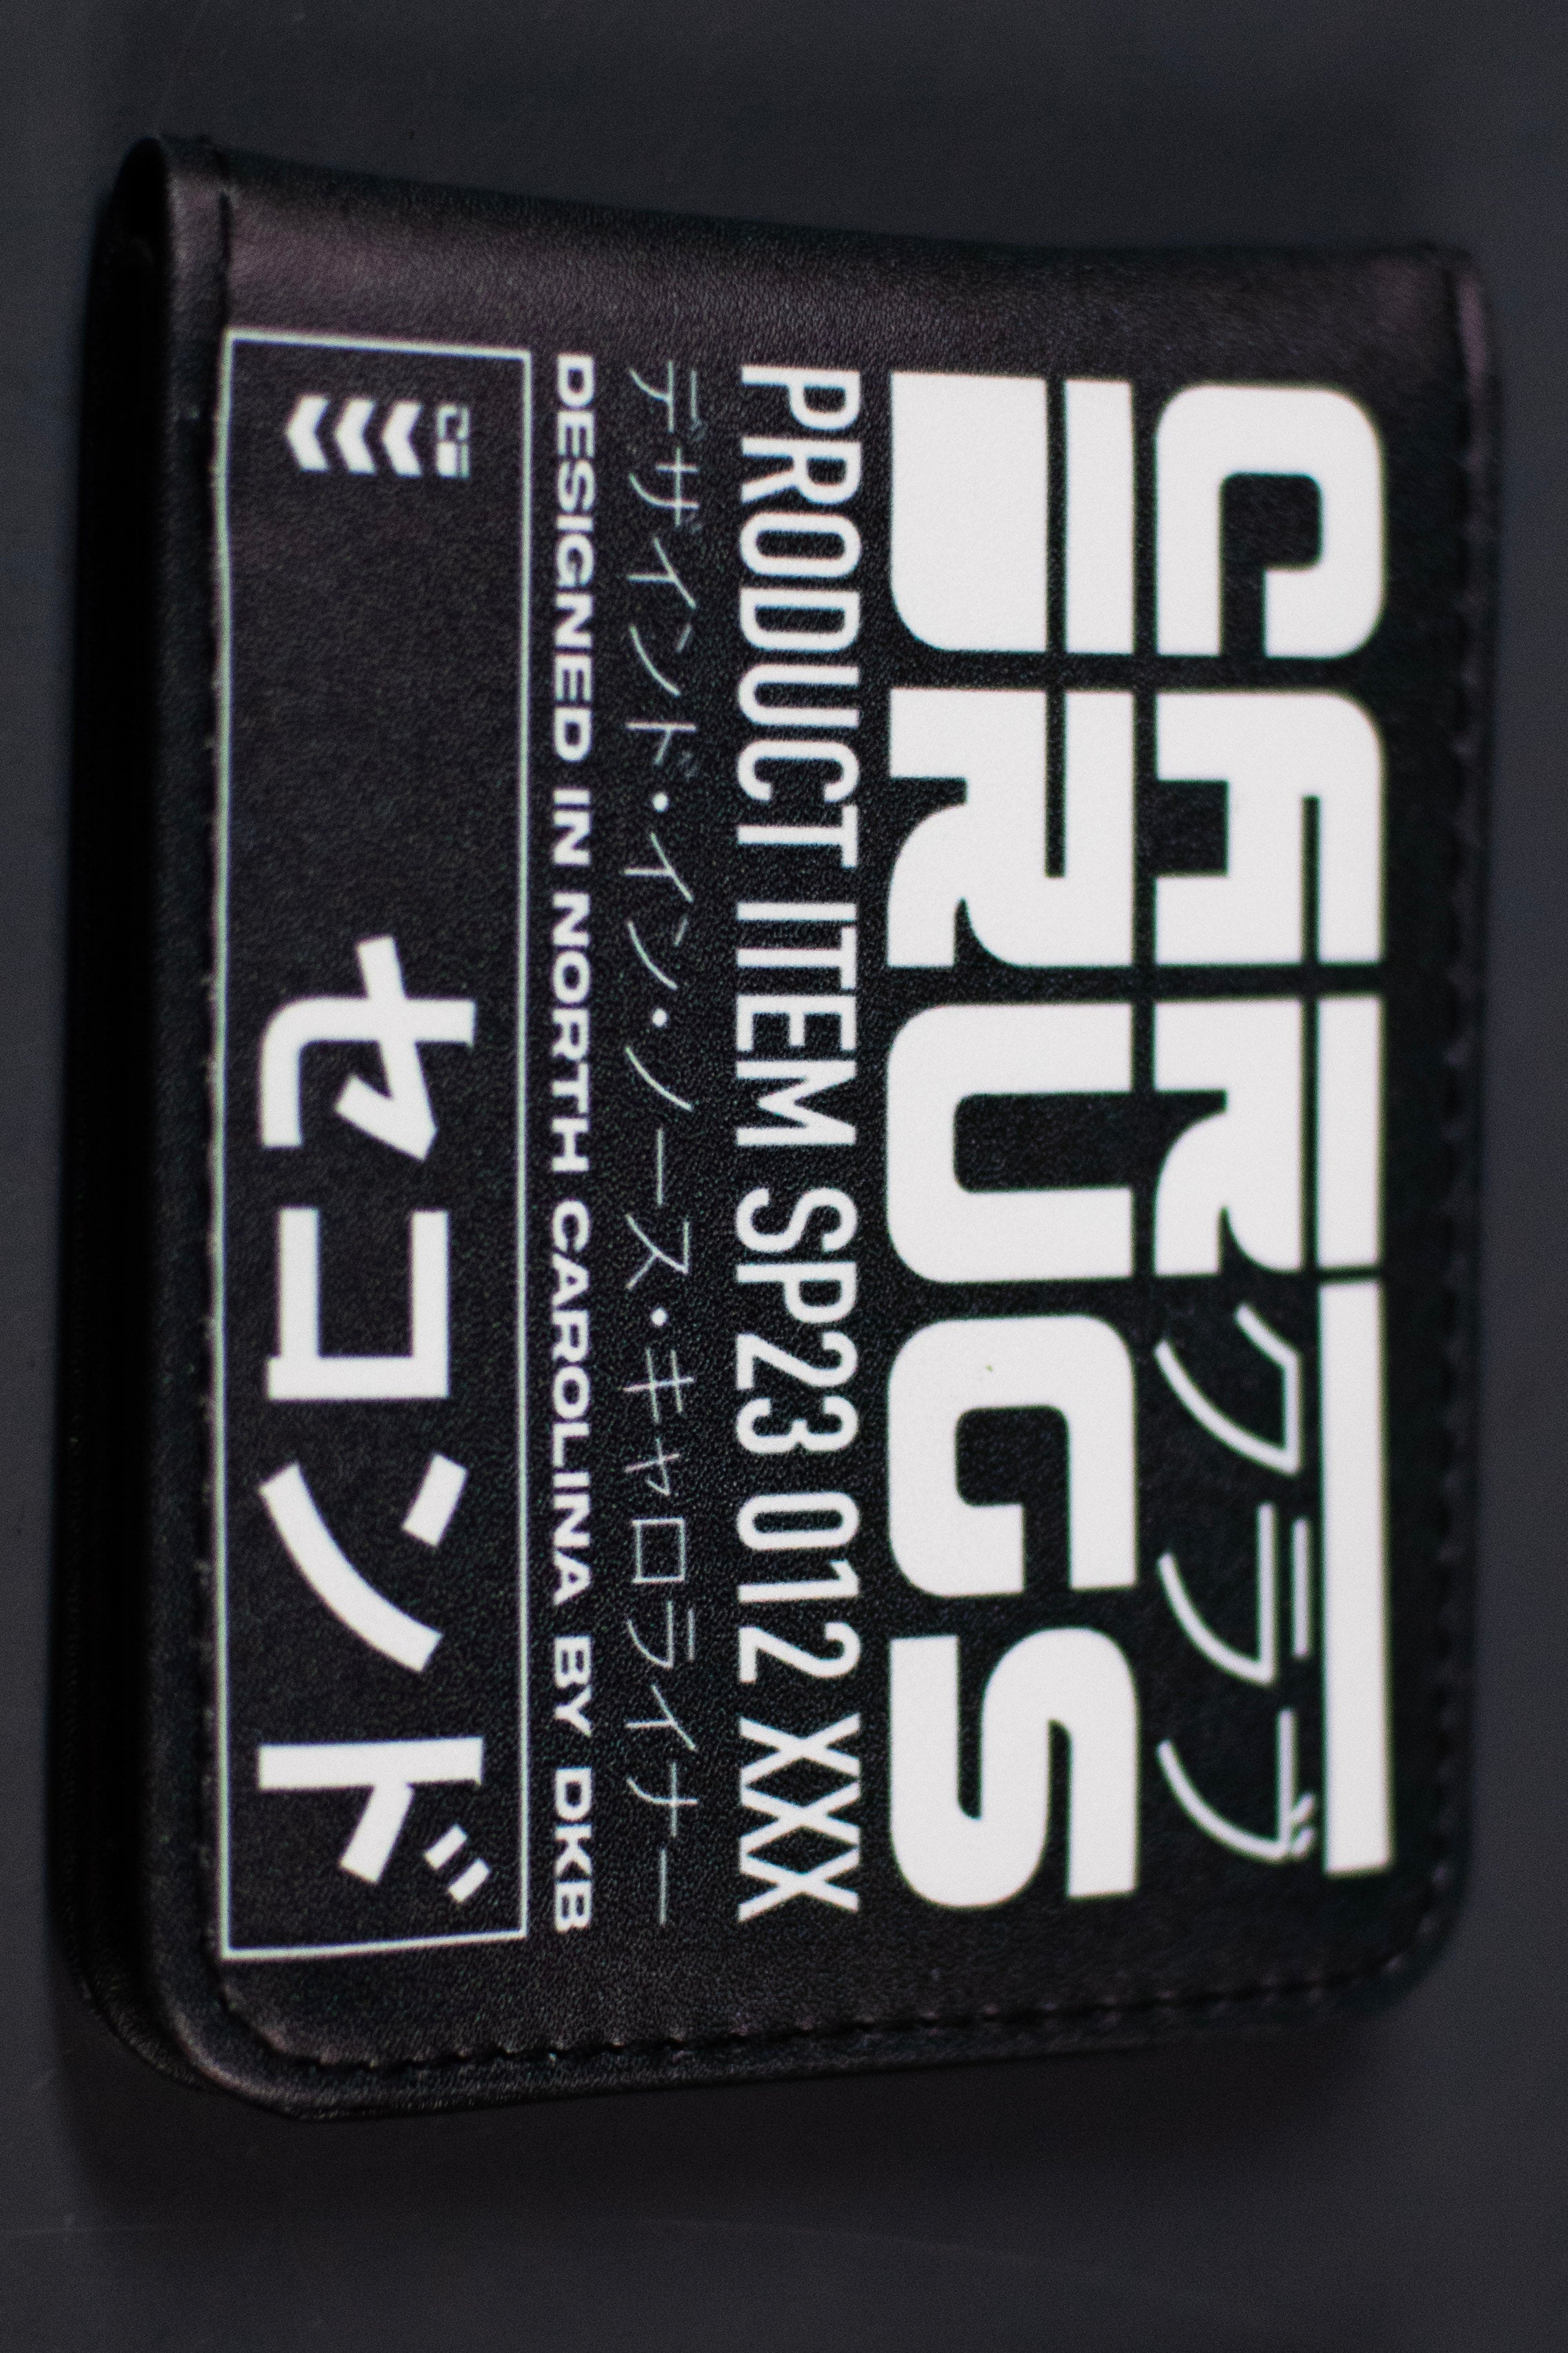 CAR
クラブ
DRUGS
PRODUCT ITEM SP23 012 XXX
デザインド・イン・ノース・キャロライナー
DESIGNED IN NORTH CAROLINA BY DKB
セコンド